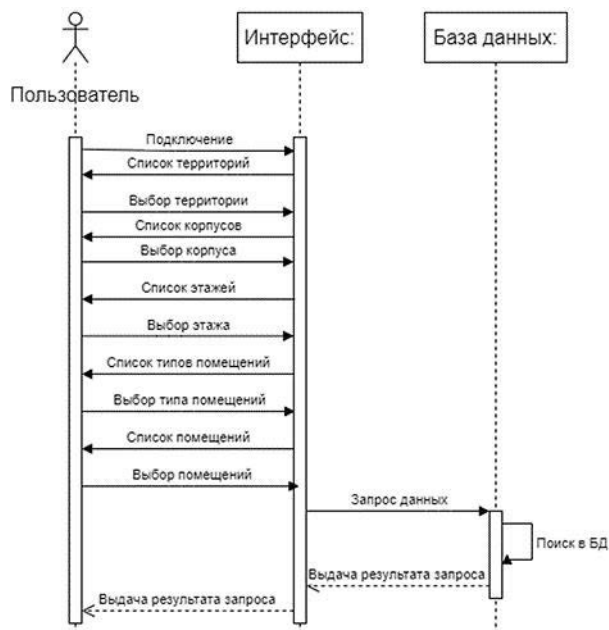 Интерфейс:
База данных:
Пользователь
Подключение
Список территорий
Выбор территории
Список корпусов
Выбор корпуса
Список этажей
Выбор этажа
Список типов помещений
Выбор типа помещений
Список помещений
Выбор помещений
Запрос данных
Поиск в БД
Выдача результата запроса
Выдача результата запроса